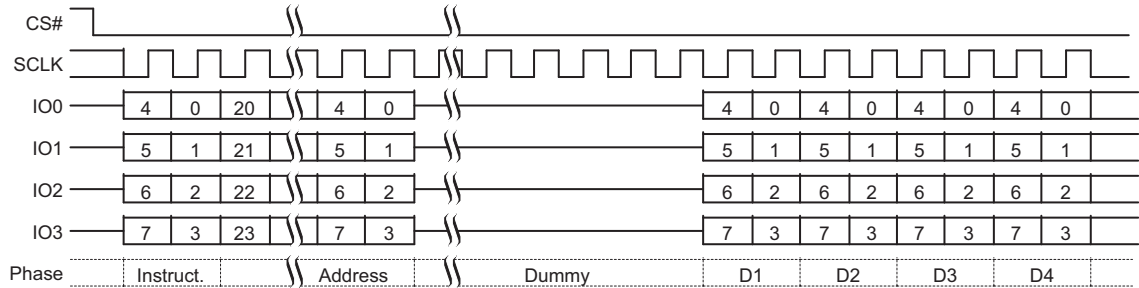 CS#
SCLK
IO0 4 0 20 4 0 4 0 4 0 4 0 4 0
IO1 5 1 21 5 1 5 1 5 1 5 1 5 1
IO2 6 2 22 6 2 6 2 6 2 6 2 6 2
IO3 7 3 23 7 3 7 3 7 3 7 3 7 3
Phase Instruct. Address Dummy D1 D2 D3 D4